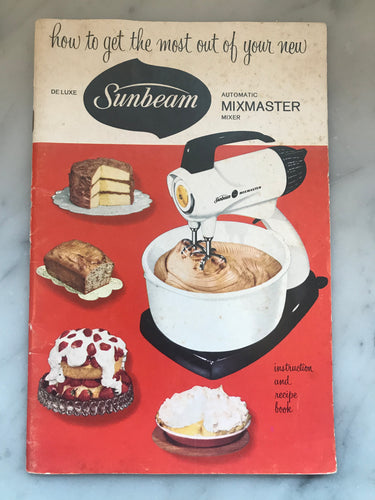 how to get the most out of your new
DE LUXE
Sunbeam
AUTOMATIC
MIXMASTER
MIXER
Sunbeam MIXMASTER
instruction
and
recipe
book